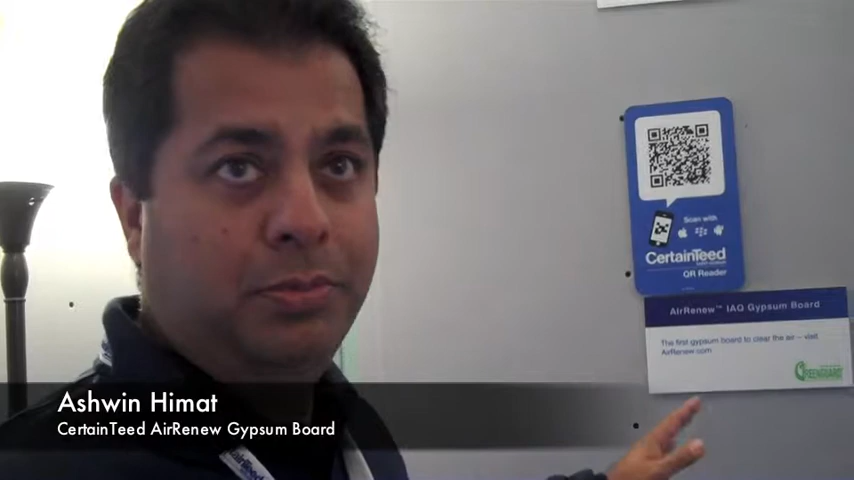 Scan with
CertainTeed
QR Reader
AirRenew™ IAQ Gypsum Board
The first gypsum board to clear the air – visit
AirRenew.com
GREENGUARD
Ashwin Himat
CertainTeed AirRenew Gypsum Board